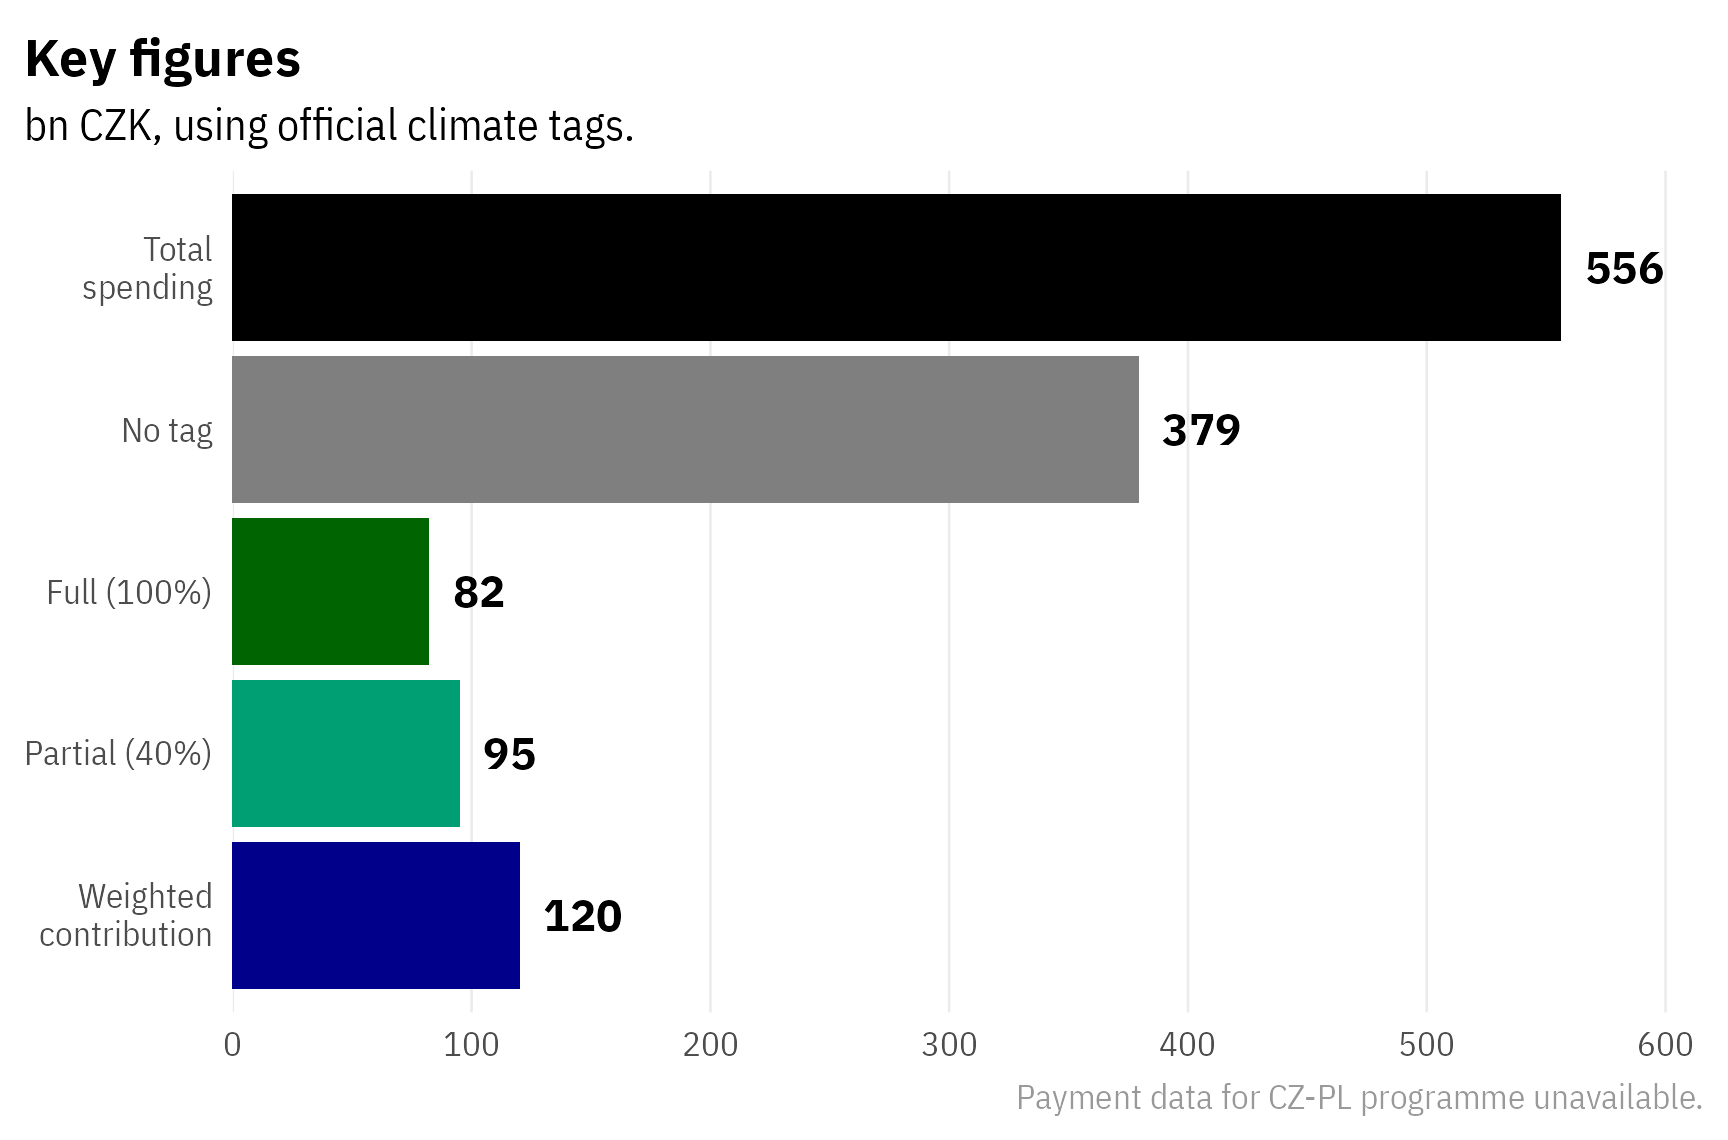 Key figures
bn CZK, using official climate tags.
Total
spending
556
No tag
379
Full (100%)
82
Partial (40%)
95
Weighted
contribution
120
0 100 200 300 400 500 600
Payment data for CZ-PL programme unavailable.